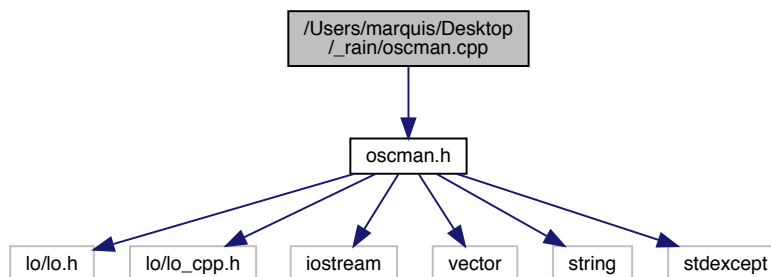 /Users/marquis/Desktop
/_rain/oscman.cpp
oscman.h
lo/lo.h
lo/lo_cpp.h
iostream
vector
string
stdexcept